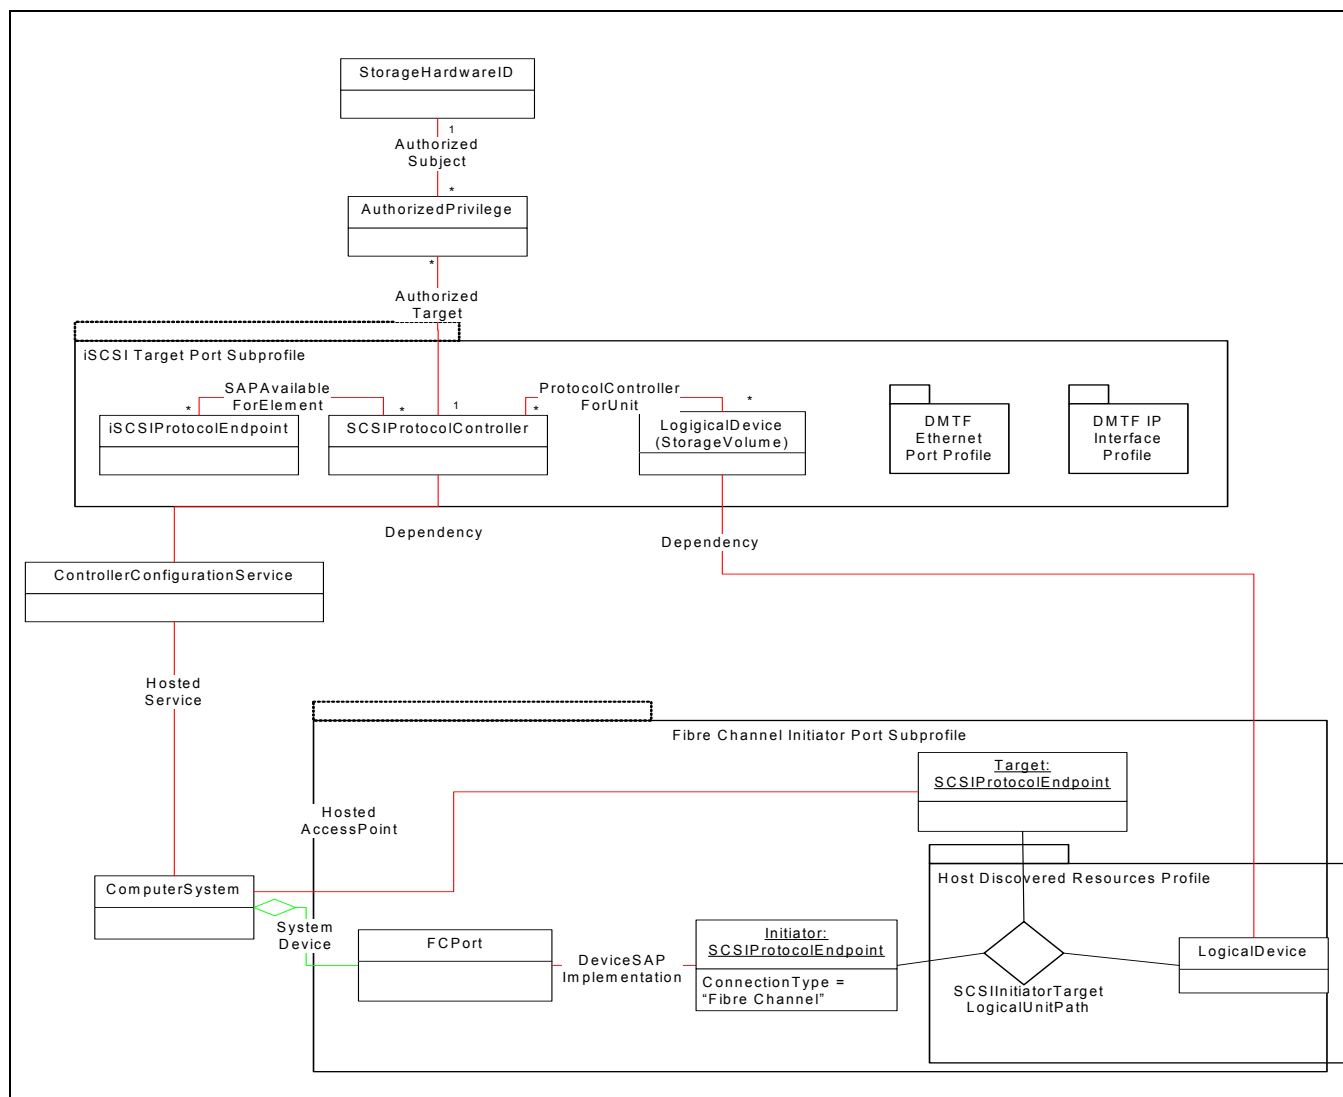 StorageHardwareID
1
Authorized
Subject
*
AuthorizedPrivilege
*
Authorized
Target
iSCSI Target Port Subprofile
SAPAvailable
ForElement
*
*
1
ProtocolController
ForUnit
*
*
iSCSIProtocolEndpoint
SCSIProtocolController
LogigicalDevice
(StorageVolume)
DMTF
Ethernet
Port Profile
DMTF IP
Interface
Profile
Dependency
Dependency
ControllerConfigurationService
Hosted
Service
Fibre Channel Initiator Port Subprofile
Target:
SCSIProtocolEndpoint
Hosted
AccessPoint
Host Discovered Resources Profile
ComputerSystem
System
Device
FCPort
DeviceSAP
Implementation
Initiator:
SCSIProtocolEndpoint
ConnectionType =
“Fibre Channel”
SCSIInitiatorTarget
LogicalUnitPath
LogicalDevice